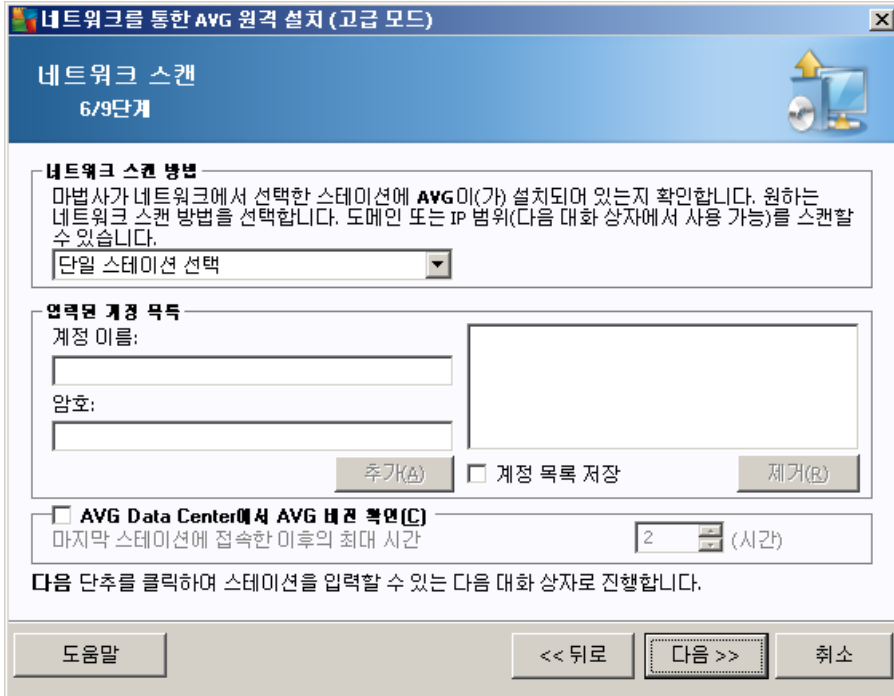 네트워크를 통한 AVG 원격 설치 (고급 모드)
네트워크 스캔
6/9단계
네트워크 스캔 방법
마법사가 네트워크에서 선택한 스테이션에 AVG이(가) 설치되어 있는지 확인합니다. 원하는
네트워크 스캔 방법을 선택합니다. 도메인 또는 IP 범위(다음 대화 상자에서 사용 가능)를 스캔할
수 있습니다.
단일 스테이션 선택
입력된 계정 목록
계정 이름:
암호:
추가(A)
계정 목록 저장
제거(R)
AVG Data Center에서 AVG 버전 확인(C)
마지막 스테이션에 접속한 이후의 최대 시간
2
(시간)
다음 단추를 클릭하여 스테이션을 입력할 수 있는 다음 대화 상자로 진행합니다.
도움말
<< 뒤로
다음 >>
취소